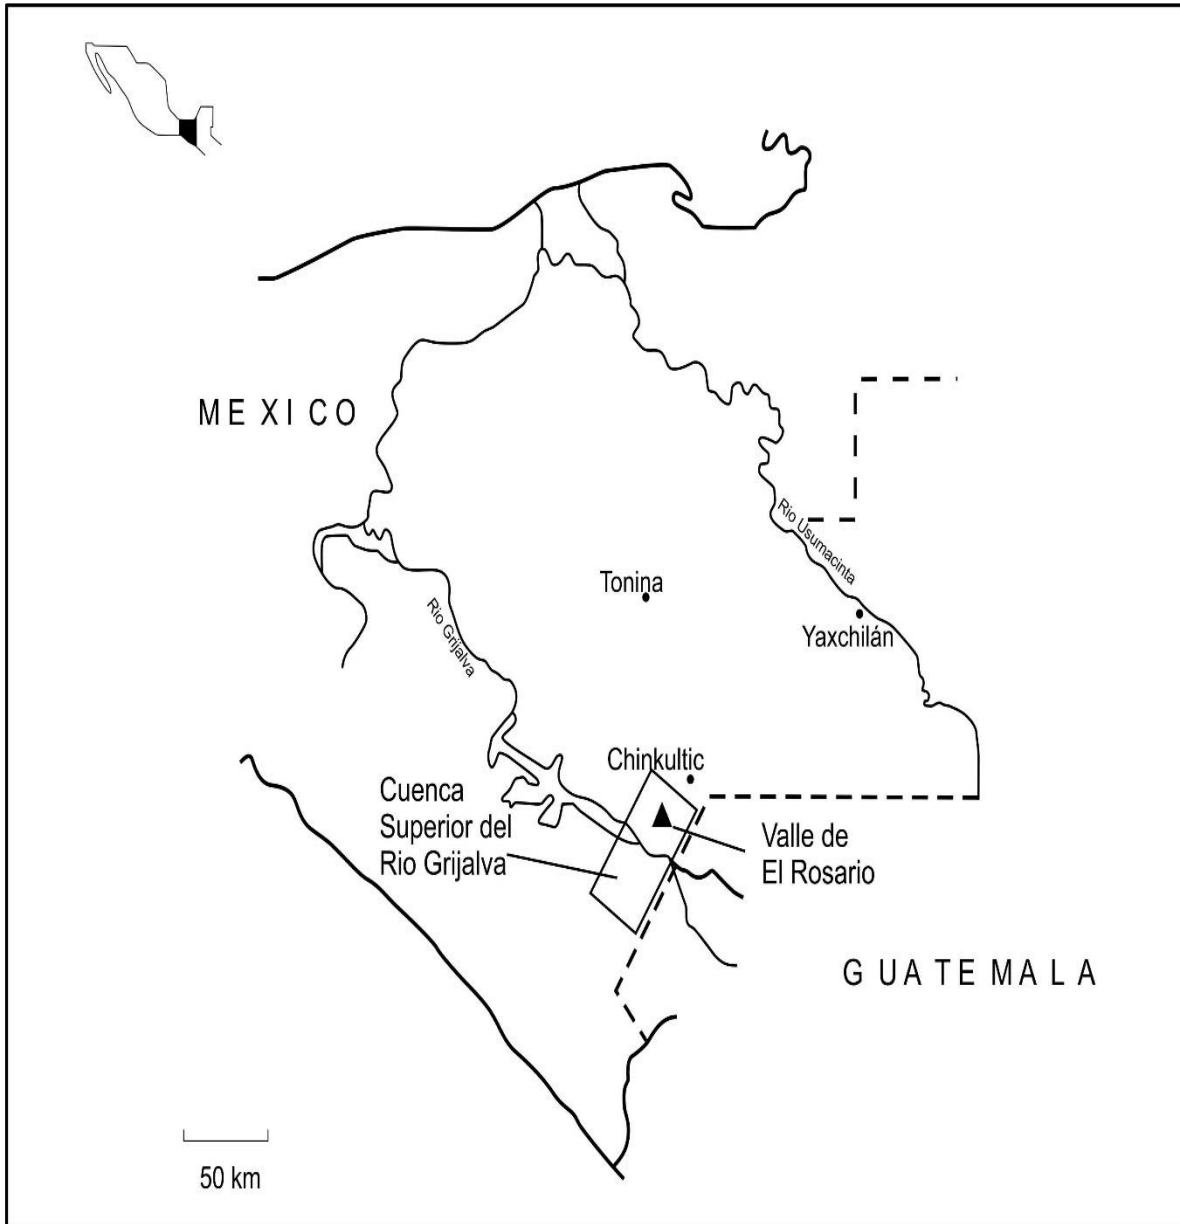 MEXICO
Rio Usumacinta
Tonina
Rio Grijalva
Yaxchilán
Chinkultic
Cuenca
Superior del
Rio Grijalva
Valle de
El Rosario
GUATEMALA
50 km